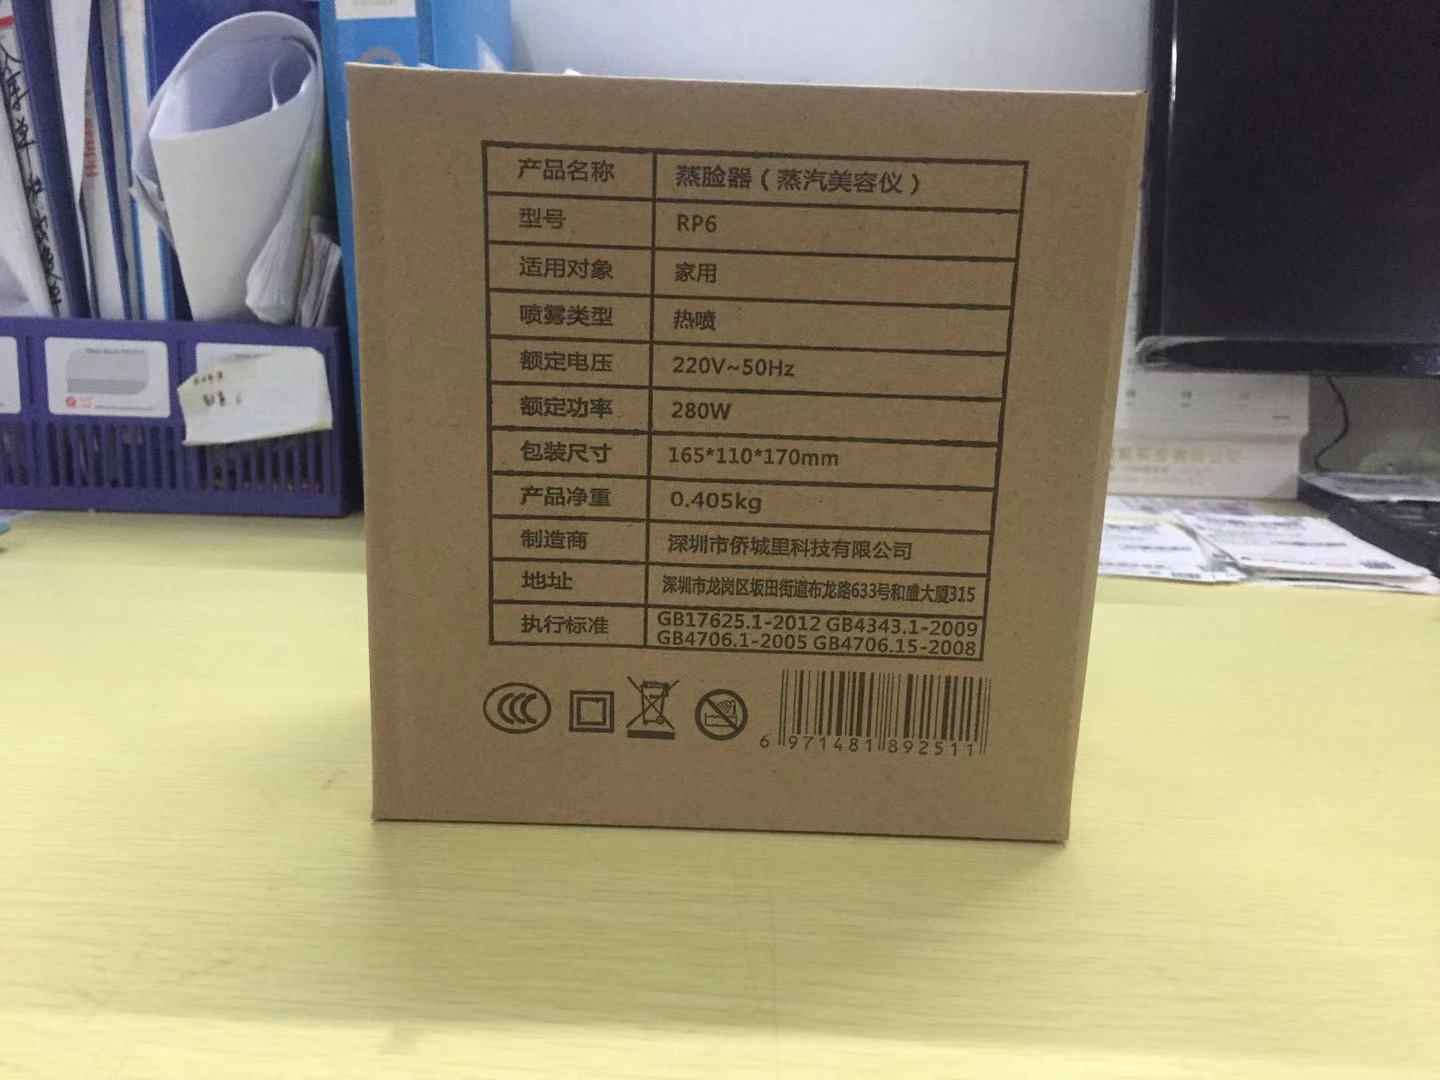 产品名称 蒸脸器（蒸汽美容仪）
型号 RP6
适用对象 家用
喷雾类型 热喷
额定电压 220V~50Hz
额定功率 280W
包装尺寸 165*110*170mm
产品净重 0.405kg
制造商 深圳市侨城里科技有限公司
地址 深圳市龙岗区坂田街道布龙路633号和盛大厦315
执行标准 GB17625.1-2012 GB4343.1-2009
GB4706.1-2005 GB4706.15-2008
6 971481 892511